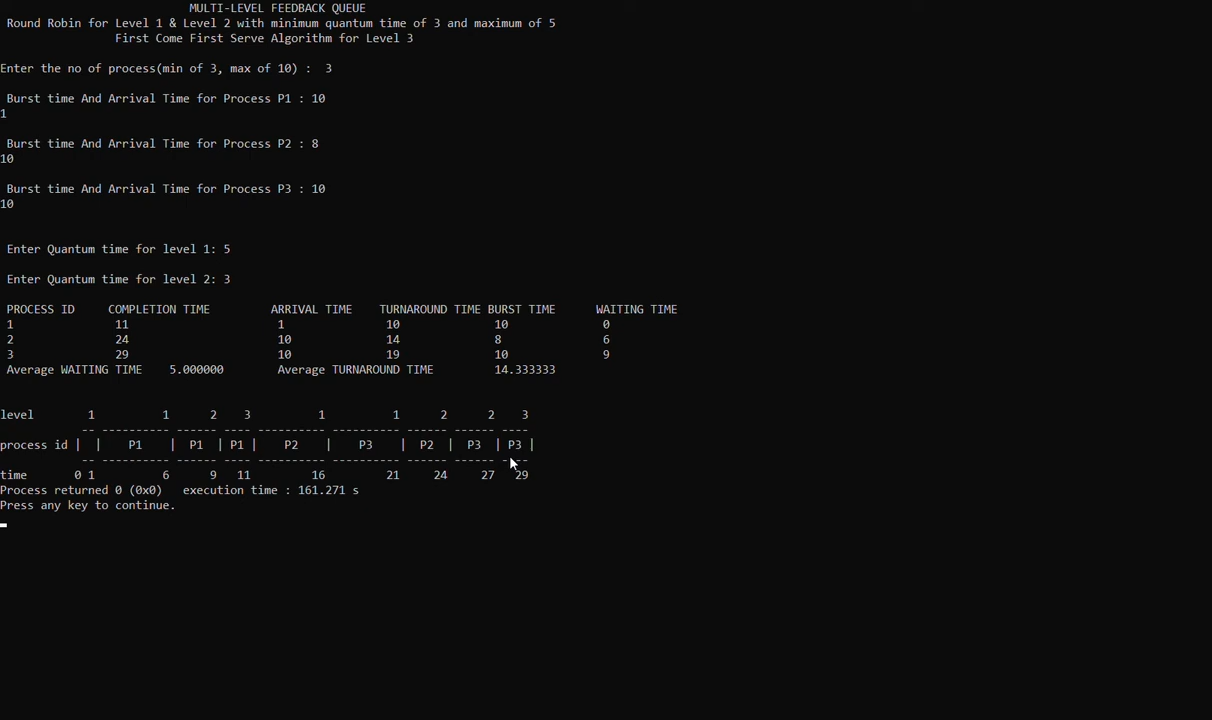 MULTI-LEVEL FEEDBACK QUEUE
Round Robin for Level 1 & Level 2 with minimum quantum time of 3 and maximum of 5
First Come First Serve Algorithm for Level 3
Enter the no of process(min of 3, max of 10) :  3
Burst time And Arrival Time for Process P1 : 10
1
Burst time And Arrival Time for Process P2 : 8
10
Burst time And Arrival Time for Process P3 : 10
10
Enter Quantum time for level 1: 5
Enter Quantum time for level 2: 3
PROCESS ID     COMPLETION TIME         ARRIVAL TIME    TURNAROUND TIME BURST TIME      WAITING TIME
1               11                      1               10              10              0
2               24                      10              14              8               6
3               29                      10              19              10              9
Average WAITING TIME    5.000000        Average TURNAROUND TIME         14.333333
level        1          1      2    3          1          1      2      2    3
-- ---------- ------ ---- ---------- ---------- ------ ------ ----
process id |  |    P1    |  P1  | P1 |    P2    |    P3    |  P2  |  P3  | P3 |
-- ---------- ------ ---- ---------- ---------- ------ ------ ----
time       0 1          6      9  11         16         21     24     27   29
Process returned 0 (0x0)   execution time : 161.271 s
Press any key to continue.